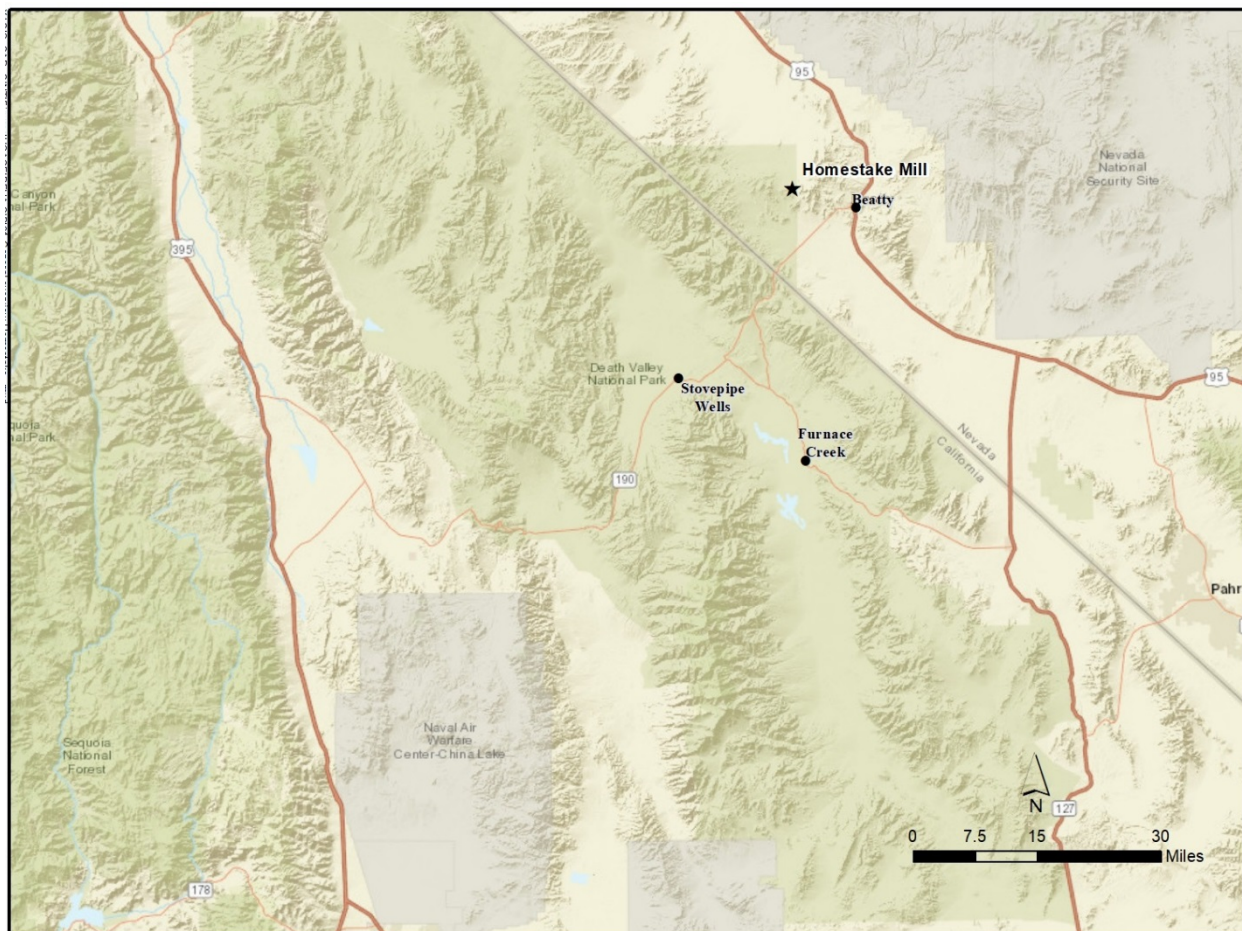 95
Homestake Mill
Beatty
Nevada
National
Security Site
Canyon
nal Park
395
Death Valley
National Park
Stovepipe
Wells
95
Furnace
Creek
Nevada
California
quoia
nal Park
190
Pahr
Naval Air
Warfare
Center-China Lake
Sequoia
National
Forest
N
127
0 7.5 15 30
Miles
178